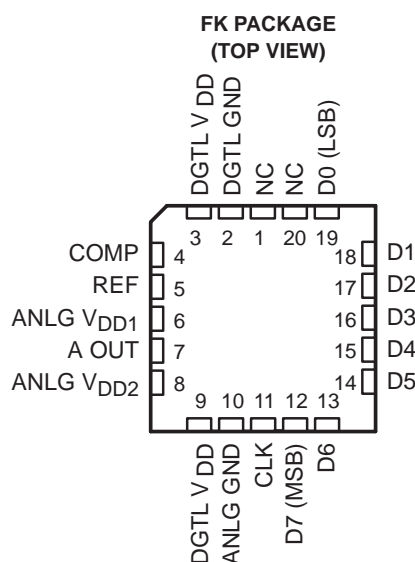 FK PACKAGE
(TOP VIEW)
DGTL V DD
DGTL GND
NC
NC
D0 (LSB)
3 2 1 20 19
COMP 4
REF 5
ANLG VDD1 6
A OUT 7
ANLG VDD2 8
18 D1
17 D2
16 D3
15 D4
14 D5
9 10 11 12 13
DGTL V DD
ANLG GND
CLK
D7 (MSB)
D6